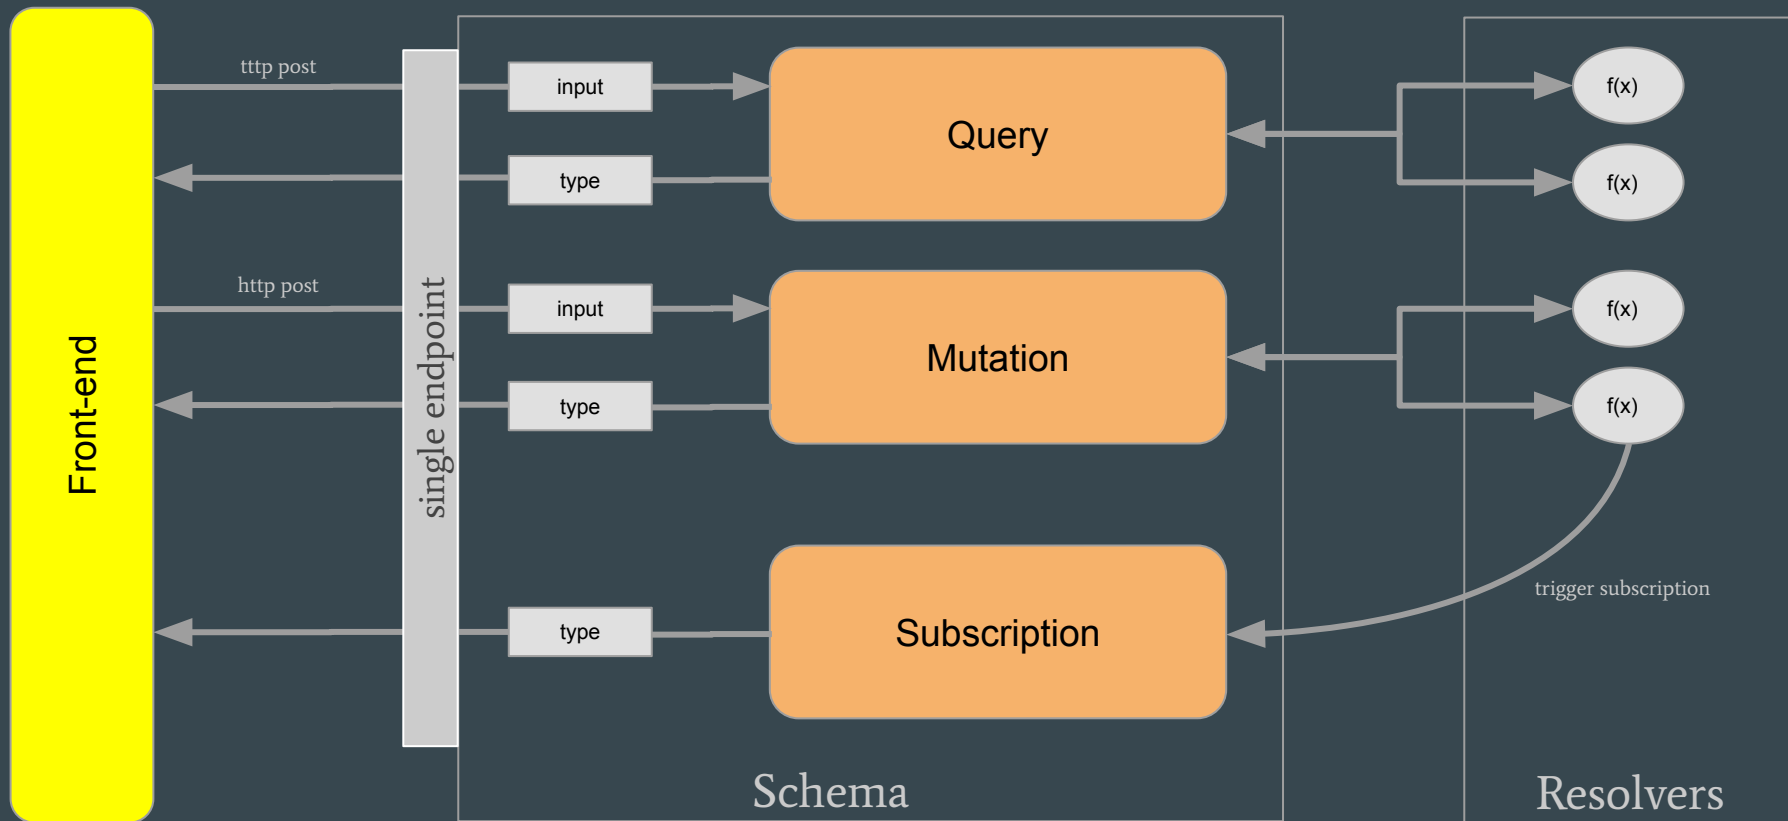 Front-end
tttp post
http post
single endpoint
input
type
input
type
type
Query
Mutation
Subscription
Schema
f(x)
f(x)
f(x)
f(x)
trigger subscription
Resolvers